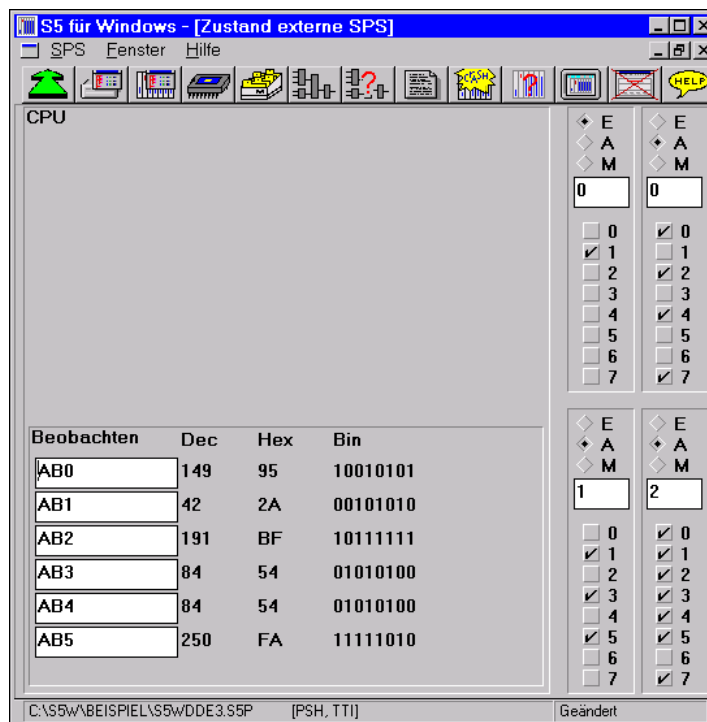 S5 für Windows - [Zustand externe SPS]
SPS Fenster Hilfe
M ? CRASH ? HELP
CPU
E E
A A
M M
0 0
0 0
1 1
2 2
3 3
4 4
5 5
6 6
7 7
Beobachten Dec Hex Bin
AB0 149 95 10010101
AB1 42 2A 00101010
AB2 191 BF 10111111
AB3 84 54 01010100
AB4 84 54 01010100
AB5 250 FA 11111010
E E
A A
M M
1 2
0 0
1 1
2 2
3 3
4 4
5 5
6 6
7 7
C:\S5W\BEISPIEL\S5WDDE3.S5P [PSH, TTI] Geändert